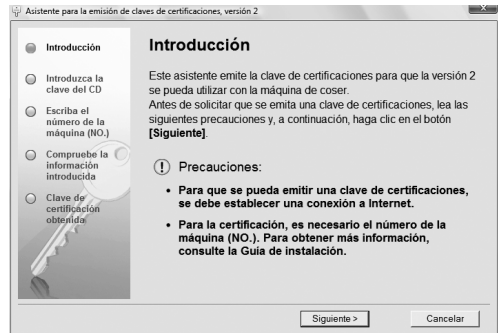 Asistente para la emisión de claves de certificaciones, versión 2
Introducción
Introduzca la
clave del CD
Escriba el
número de la
máquina (NO.)
Compruebe la
información
introducida
Clave de
certificación
obtenida
Introducción
Este asistente emite la clave de certificaciones para que la versión 2
se pueda utilizar con la máquina de coser.
Antes de solicitar que se emita una clave de certificaciones, lea las
siguientes precauciones y, a continuación, haga clic en el botón
[Siguiente].
Precauciones:
• Para que se pueda emitir una clave de certificaciones,
se debe establecer una conexión a Internet.
• Para la certificación, es necesario el número de la
máquina (NO.). Para obtener más información,
consulte la Guía de instalación.
Siguiente >
Cancelar